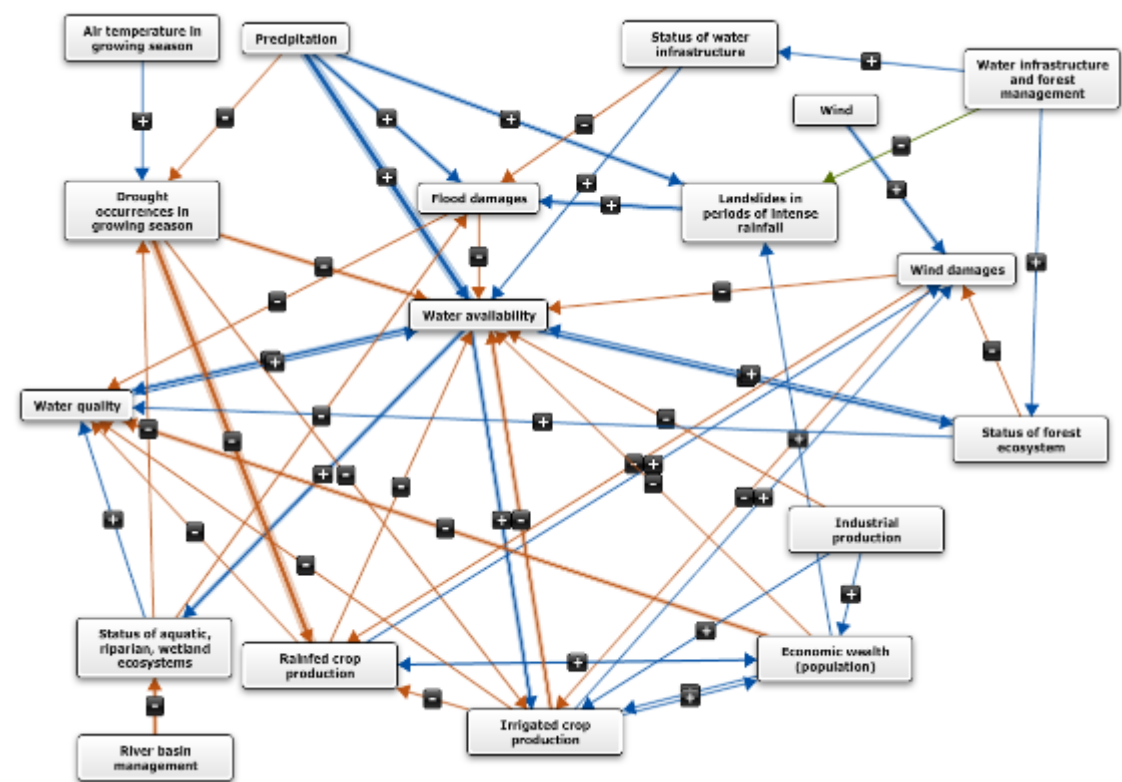 Air temperature in
growing season
Precipitation
Status of water
infrastructure
Water infrastructure
and forest
management
Wind
+
-
+
+
-
+
-
+
Drought
occurrences in
growing season
Flood damages
+
+
Landslides in
periods of intense
rainfall
+
-
-
-
Wind damages
+
-
Water availability
+
-
+
Water quality
-
-
-
+
-
+
Status of forest
ecosystem
+
-
-
-
+
-
-
+
+
-
-
+
-
Industrial
production
-
+
+
Status of aquatic,
riparian, wetland
ecosystems
Rainfed crop
production
+
Economic wealth
(population)
-
-
+
Irrigated crop
production
River basin
management